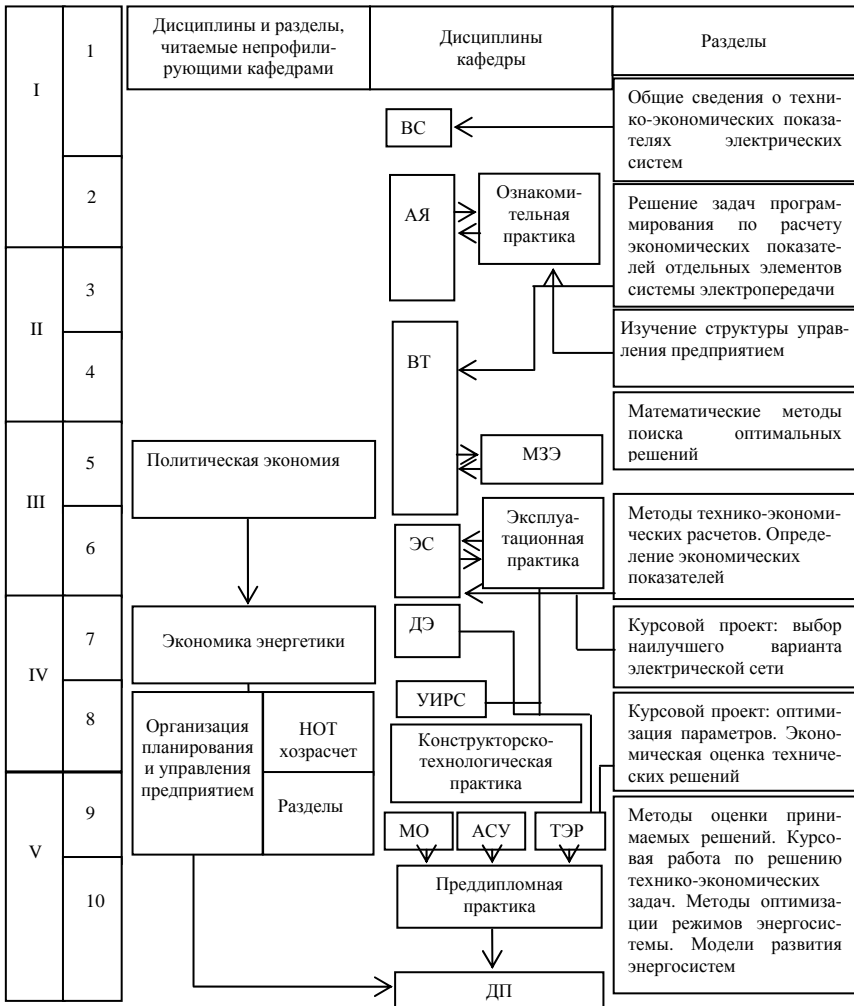 I
II
III
IV
V
1
2
3
4
5
6
7
8
9
10
Дисциплины и разделы,
читаемые непрофили-
рующими кафедрами
Политическая экономия
Экономика энергетики
Организация
планирования
и управления
предприятием
НОТ
хозрасчет
Разделы
Дисциплины
кафедры
ВС
АЯ
Ознакоми-
тельная
практика
ВТ
МЗЭ
ЭС
Эксплуа-
тационная
практика
ДЭ
УИРС
Конструкторско-
технологическая
практика
МО
АСУ
ТЭР
Преддипломная
практика
ДП
Разделы
Общие сведения о техни-
ко-экономических показа-
телях электрических
систем
Решение задач програм-
мирования по расчету
экономических показате-
лей отдельных элементов
системы электропередачи
Изучение структуры управ-
ления предприятием
Математические методы
поиска оптимальных
решений
Методы технико-экономи-
ческих расчетов. Опреде-
ление экономических
показателей
Курсовой проект: выбор
наилучшего варианта
электрической сети
Курсовой проект: оптими-
зация параметров. Эконо-
мическая оценка техниче-
ских решений
Методы оценки прини-
маемых решений. Курсо-
вая работа по решению
технико-экономических
задач. Методы оптимиза-
ции режимов энергосис-
темы. Модели развития
энергосистем